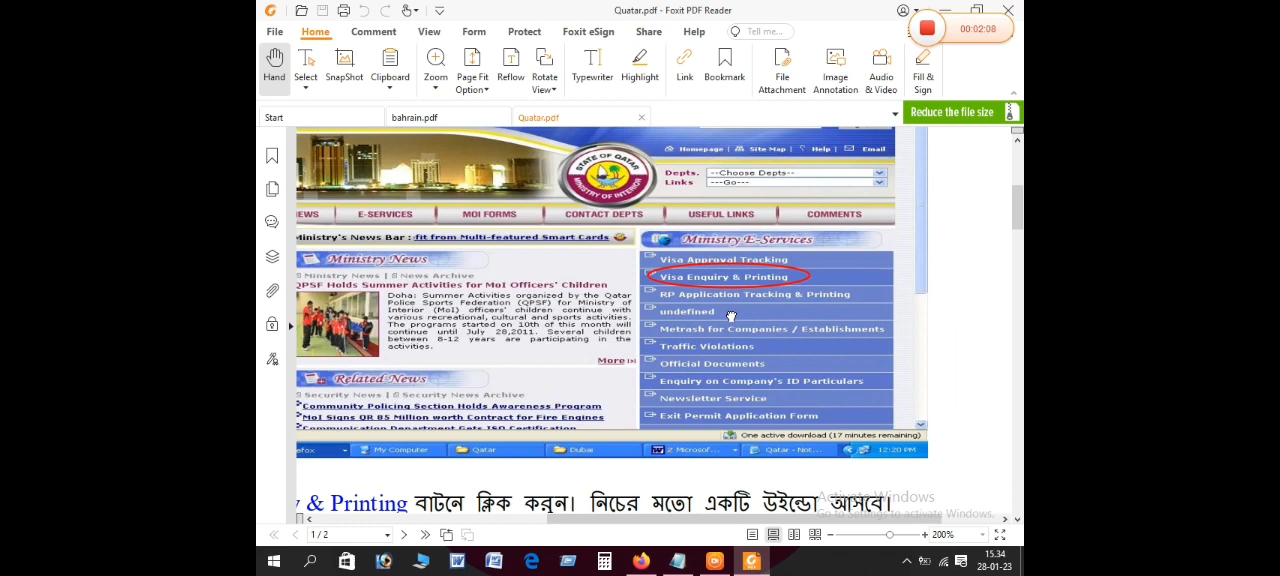 Quatar.pdf - Foxit PDF Reader
00:02:08
File Home Comment View Form Protect Foxit eSign Share Help Tell me...
Hand Select SnapShot Clipboard Zoom Page Fit Option Reflow Rotate View Typewriter Highlight Link Bookmark File Attachment Image Annotation Audio & Video Fill & Sign
Start bahrain.pdf Quatar.pdf Reduce the file size
Homepage | Site Map | Help | Email
STATE OF QATAR
MINISTRY OF INTERIOR
Depts. --Choose Depts--
Links ---Go---
EWS E-SERVICES MOI FORMS CONTACT DEPTS USEFUL LINKS COMMENTS
Ministry's News Bar : fit from Multi-featured Smart Cards
Ministry News
Ministry News | News Archive
QPSF Holds Summer Activities for MoI Officers' Children
Doha: Summer Activities organized by the Qatar
Police Sports Federation (QPSF) for Ministry of
Interior (MoI) officers' children continue with
various recreational, cultural and sports activities.
The programs started on 10th of this month will
continue until July 28,2011. Several children
between 8-12 years are participating in the
activities.
More
Related News
Security News | Security News Archive
Community Policing Section Holds Awareness Program
MoI Signs QR 85 Million worth Contract for Fire Engines
Communication Department Gets ISO Certification
Ministry E-Services
Visa Approval Tracking
Visa Enquiry & Printing
RP Application Tracking & Printing
undefined
Metrash for Companies / Establishments
Traffic Violations
Official Documents
Enquiry on Company's ID Particulars
Newsletter Service
Exit Permit Application Form
One active download (17 minutes remaining)
efox My Computer Qatar Dubai 2 Microsof... Qatar - Not... 12:20 PM
y & Printing বাটনে ক্লিক করুন। নিচের মতো একটি উইন্ডো আসবে।
Activate Windows
Go to Settings to activate Windows.
1 / 2 200%
15.34
28-01-23